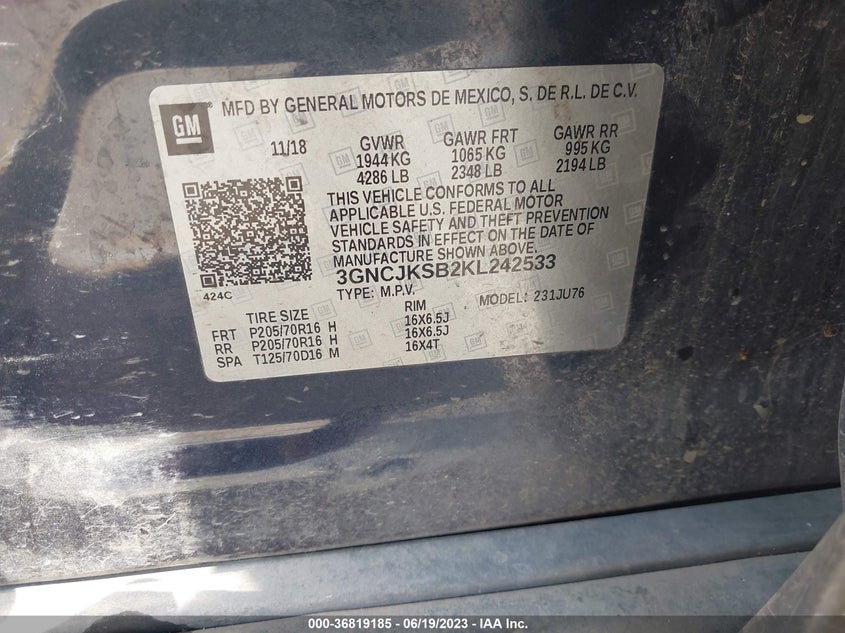 GM MFD BY GENERAL MOTORS DE MEXICO, S. DE R.L. DE C.V.
11/18 GVWR GAWR FRT GAWR RR
1944 KG 1065 KG 995 KG
4286 LB 2348 LB 2194 LB
THIS VEHICLE CONFORMS TO ALL
APPLICABLE U.S. FEDERAL MOTOR
VEHICLE SAFETY AND THEFT PREVENTION
STANDARDS IN EFFECT ON THE DATE OF
MANUFACTURE SHOWN ABOVE.
3GNCJKSB2KL242533
424C TYPE: M.P.V. MODEL: 231JU76
TIRE SIZE RIM
FRT P205/70R16 H 16X6.5J
RR P205/70R16 H 16X6.5J
SPA T125/70D16 M 16X4T
000-36819185 - 06/19/2023 - IAA Inc.